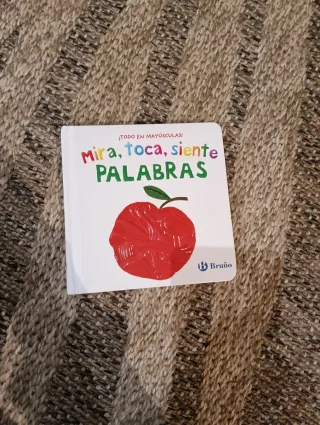 ¡TODO EN MAYÚSCULAS!
Mira, toca, siente
PALABRAS
Bruño